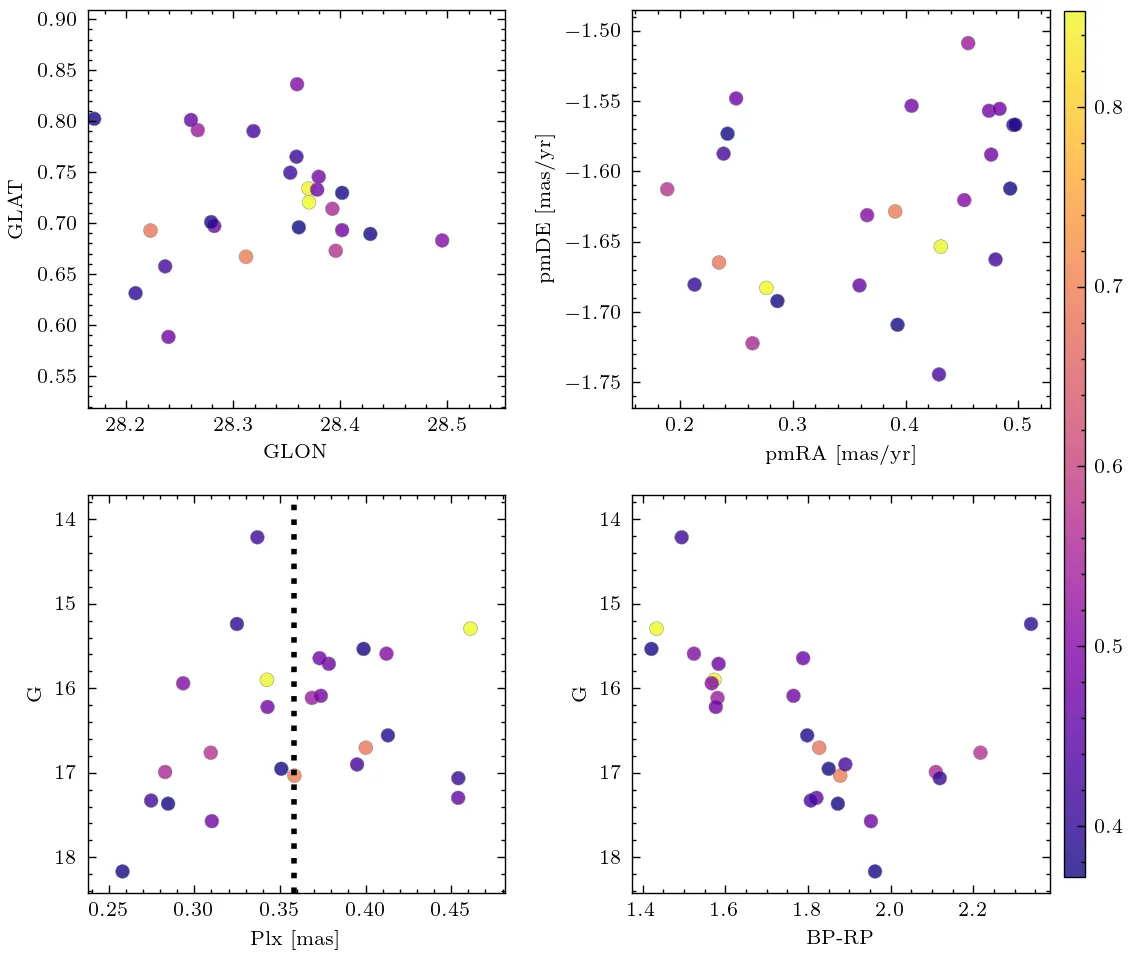 0.90
0.85
0.80
0.75
0.70
0.65
0.60
0.55
GLAT
28.2 28.3 28.4 28.5
GLON
−1.50
−1.55
−1.60
−1.65
−1.70
−1.75
pmDE [mas/yr]
0.2 0.3 0.4 0.5
pmRA [mas/yr]
0.8
0.7
0.6
0.5
0.4
14
15
16
17
18
G
0.25 0.30 0.35 0.40 0.45
Plx [mas]
14
15
16
17
18
G
1.4 1.6 1.8 2.0 2.2
BP-RP